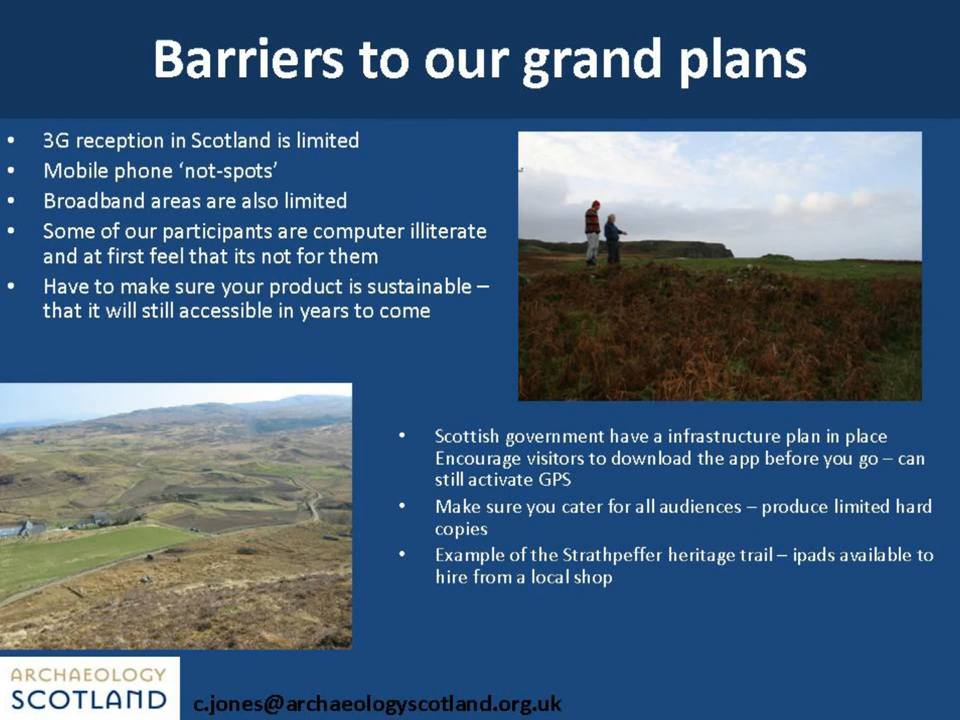 Barriers to our grand plans
• 3G reception in Scotland is limited
• Mobile phone ‘not-spots’
• Broadband areas are also limited
• Some of our participants are computer illiterate
and at first feel that its not for them
• Have to make sure your product is sustainable –
that it will still accessible in years to come
• Scottish government have a infrastructure plan in place
Encourage visitors to download the app before you go – can
still activate GPS
• Make sure you cater for all audiences – produce limited hard
copies
• Example of the Strathpeffer heritage trail – ipads available to
hire from a local shop
ARCHAEOLOGY
SCOTLAND
c.jones@archaeologyscotland.org.uk